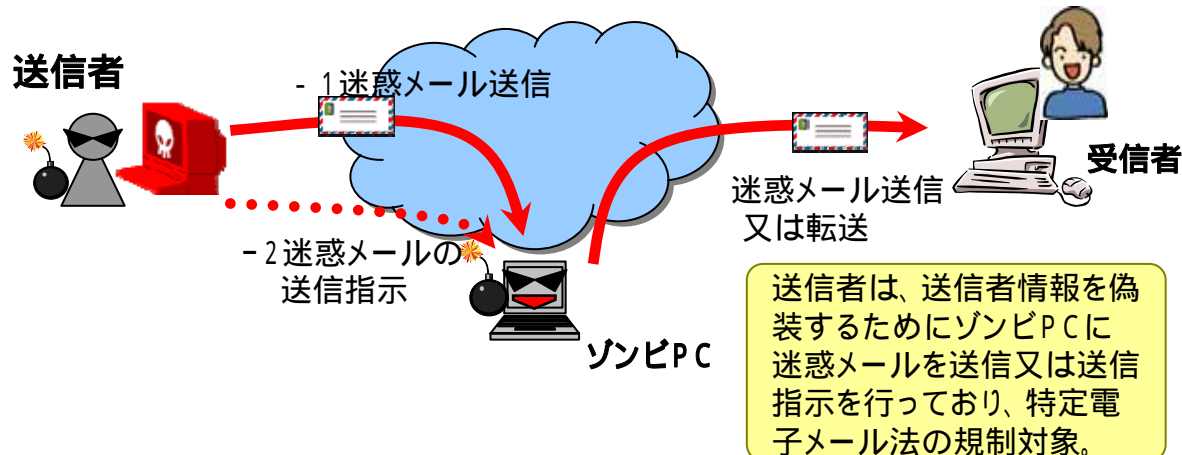 送信者
-1迷惑メール送信
-2迷惑メールの
送信指示
ゾンビPC
迷惑メール送信
又は転送
受信者
送信者は、送信者情報を偽
装するためにゾンビPCに
迷惑メールを送信又は送信
指示を行っており、特定電
子メール法の規制対象。